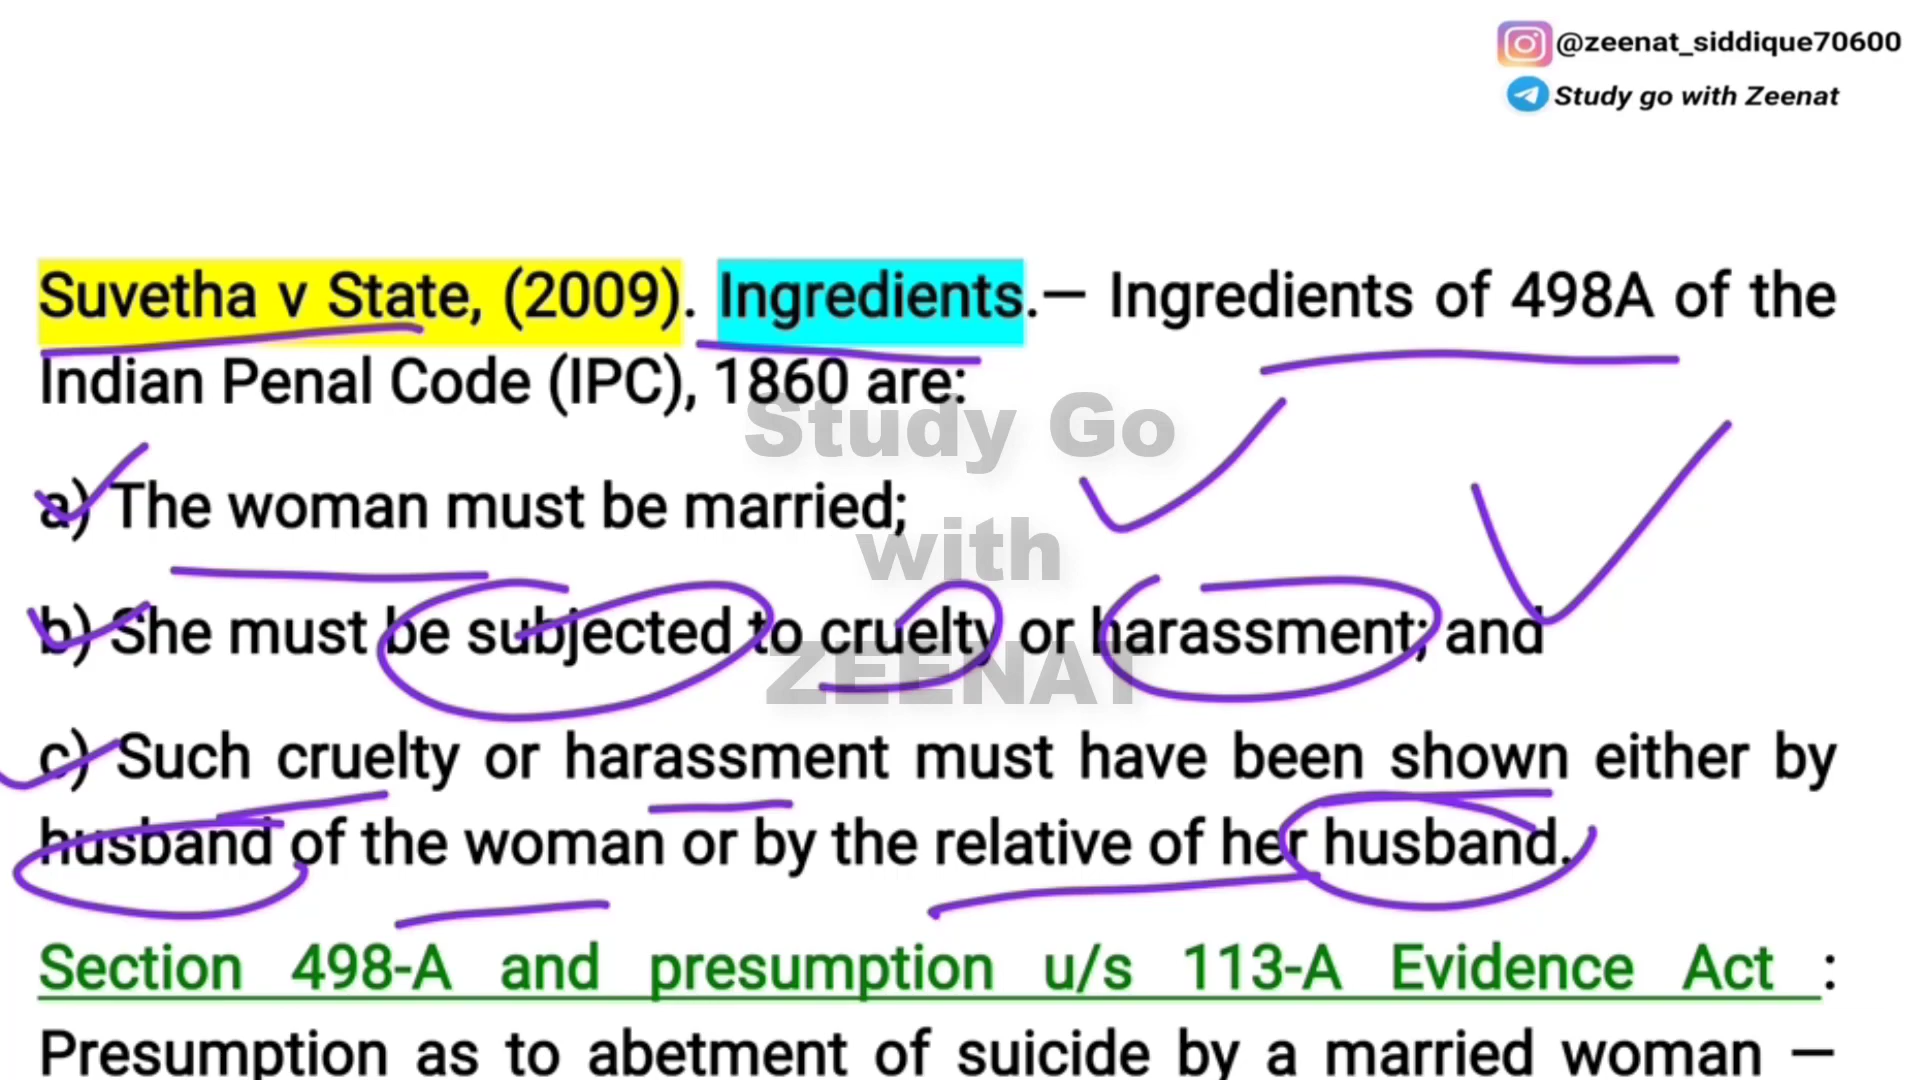 @zeenat_siddique70600
Study go with Zeenat
Suvetha v State, (2009). Ingredients.— Ingredients of 498A of the
Indian Penal Code (IPC), 1860 are:
a) The woman must be married;
b) She must be subjected to cruelty or harassment; and
c) Such cruelty or harassment must have been shown either by
husband of the woman or by the relative of her husband.
Section 498-A and presumption u/s 113-A Evidence Act :
Presumption as to abetment of suicide by a married woman —
Study Go
with
ZEENAT